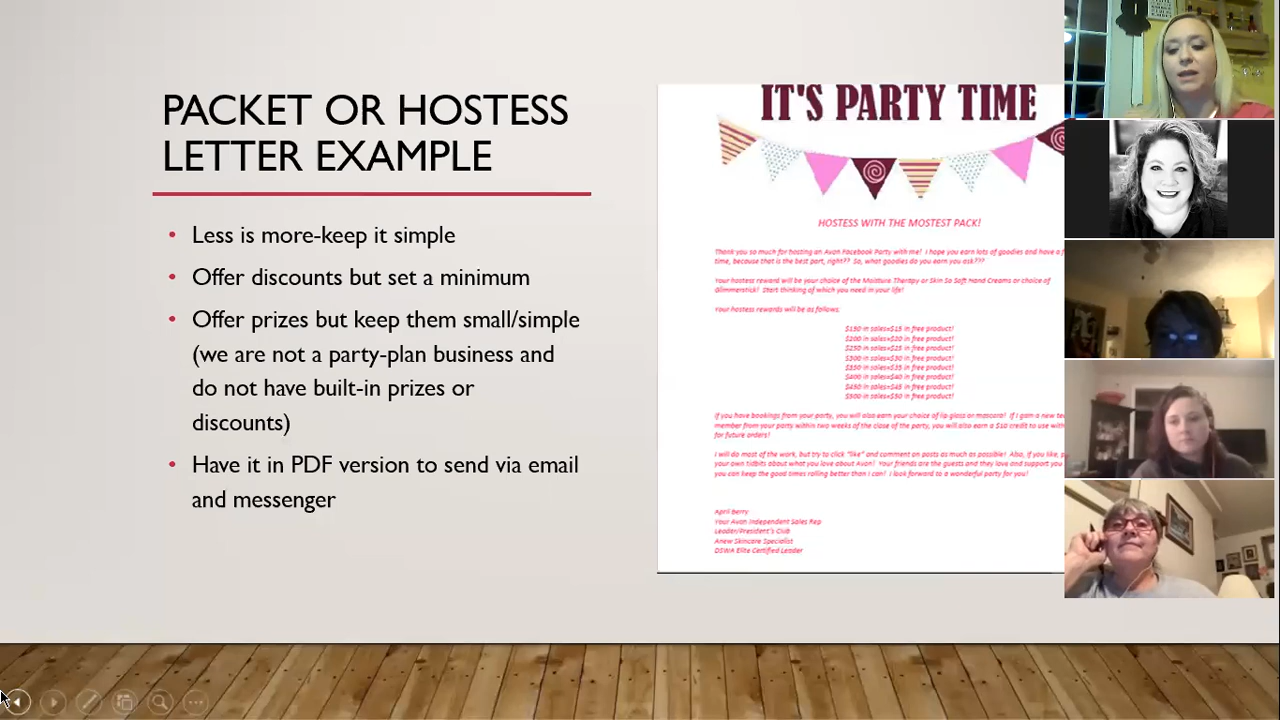 PACKET OR HOSTESS
LETTER EXAMPLE
Less is more-keep it simple
Offer discounts but set a minimum
Offer prizes but keep them small/simple
(we are not a party-plan business and
do not have built-in prizes or
discounts)
Have it in PDF version to send via email
and messenger
IT'S PARTY TIME
HOSTESS WITH THE MOSTEST PACK!
Thank you so much for hosting an Avon Facebook Party with me! I hope you earn lots of goodies and have a
time, because that is the best part, right?? So, what goodies do you earn you ask???
Your hostess reward will be your choice of the Moisture Therapy or Skin So Soft Hand Creams or choice of
Glimmerstick! Start thinking of which you need in your life!
Your hostess rewards will be as follows:
$150 in sales=$15 in free product!
$200 in sales=$20 in free product!
$250 in sales=$25 in free product!
$300 in sales=$30 in free product!
$350 in sales=$35 in free product!
$400 in sales=$40 in free product!
$450 in sales=$45 in free product!
$500 in sales=$50 in free product!
If you have bookings from your party, you will also earn your choice of lip gloss or mascara! If I gain a new
member from your party within two weeks of the close of the party, you will also earn a $10 credit to use with
for future orders!
I will do most of the work, but try to click "like" and comment on posts as much as possible! Also, if you like,
your own tidbits about what you love about Avon! Your friends are the guests and they love and support you
you can keep the good times rolling better than I can! I look forward to a wonderful party for you!
April Berry
Your Avon Independent Sales Rep
Leader/President's Club
Anew Skincare Specialist
DSWA Elite Certified Leader